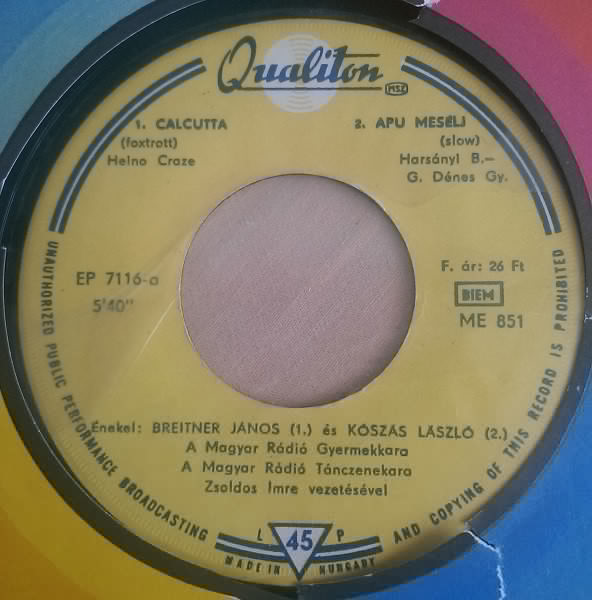 Qualiton
MSZ
1. CALCUTTA
(foxtrott)
Heino Craze
2. APU MESÉLJ
(slow)
Harsányi B.–
G. Dénes Gy.
EP 7116-a
5'40"
F. ár: 26 Ft
BIEM
ME 851
Énekel: BREITNER JÁNOS (1.) és KÓSZÁS LÁSZLÓ (2.)
A Magyar Rádió Gyermekkara
A Magyar Rádió Tánczenekara
Zsoldos Imre vezetésével
UNAUTHORIZED PUBLIC PERFORMANCE BROADCASTING AND COPYING OF THIS RECORD IS PROHIBITED
L 45 P
MADE IN HUNGARY